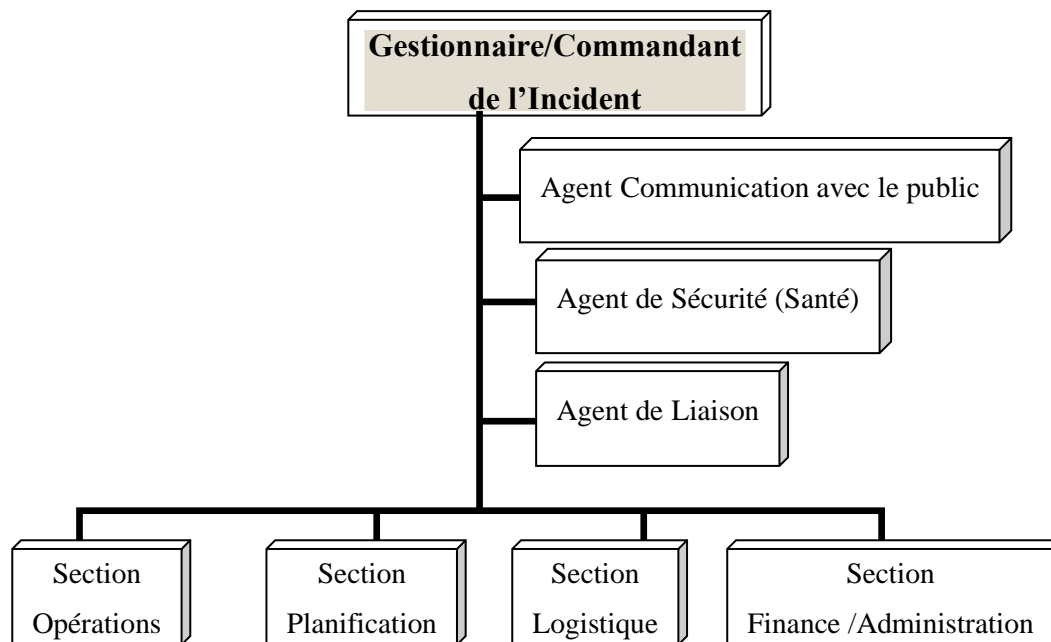 Gestionnaire/Commandant
de l’Incident
Agent Communication avec le public
Agent de Sécurité (Santé)
Agent de Liaison
Section
Opérations
Section
Planification
Section
Logistique
Section
Finance /Administration